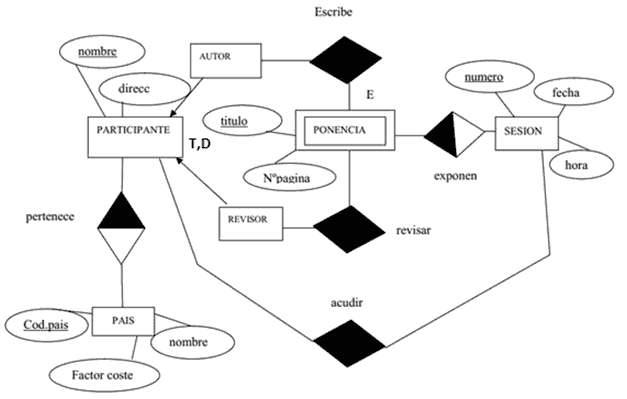 Escribe
nombre
AUTOR
direcc
E
numero
fecha
PARTICIPANTE
T,D
titulo
PONENCIA
SESION
Nºpagina
exponen
hora
pertenece
REVISOR
revisar
acudir
Cod.pais
PAIS
nombre
Factor coste